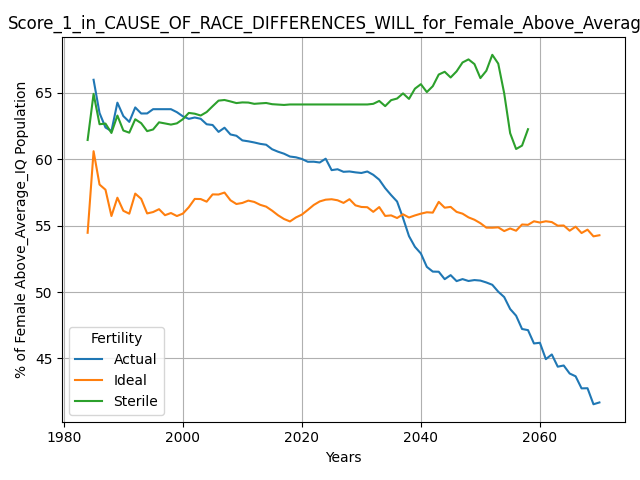 Score_1_in_CAUSE_OF_RACE_DIFFERENCES_WILL_for_Female_Above_Averag
% of Female Above_Average_IQ Population
65
60
55
50
45
Fertility
Actual
Ideal
Sterile
1980 2000 2020 2040 2060
Years